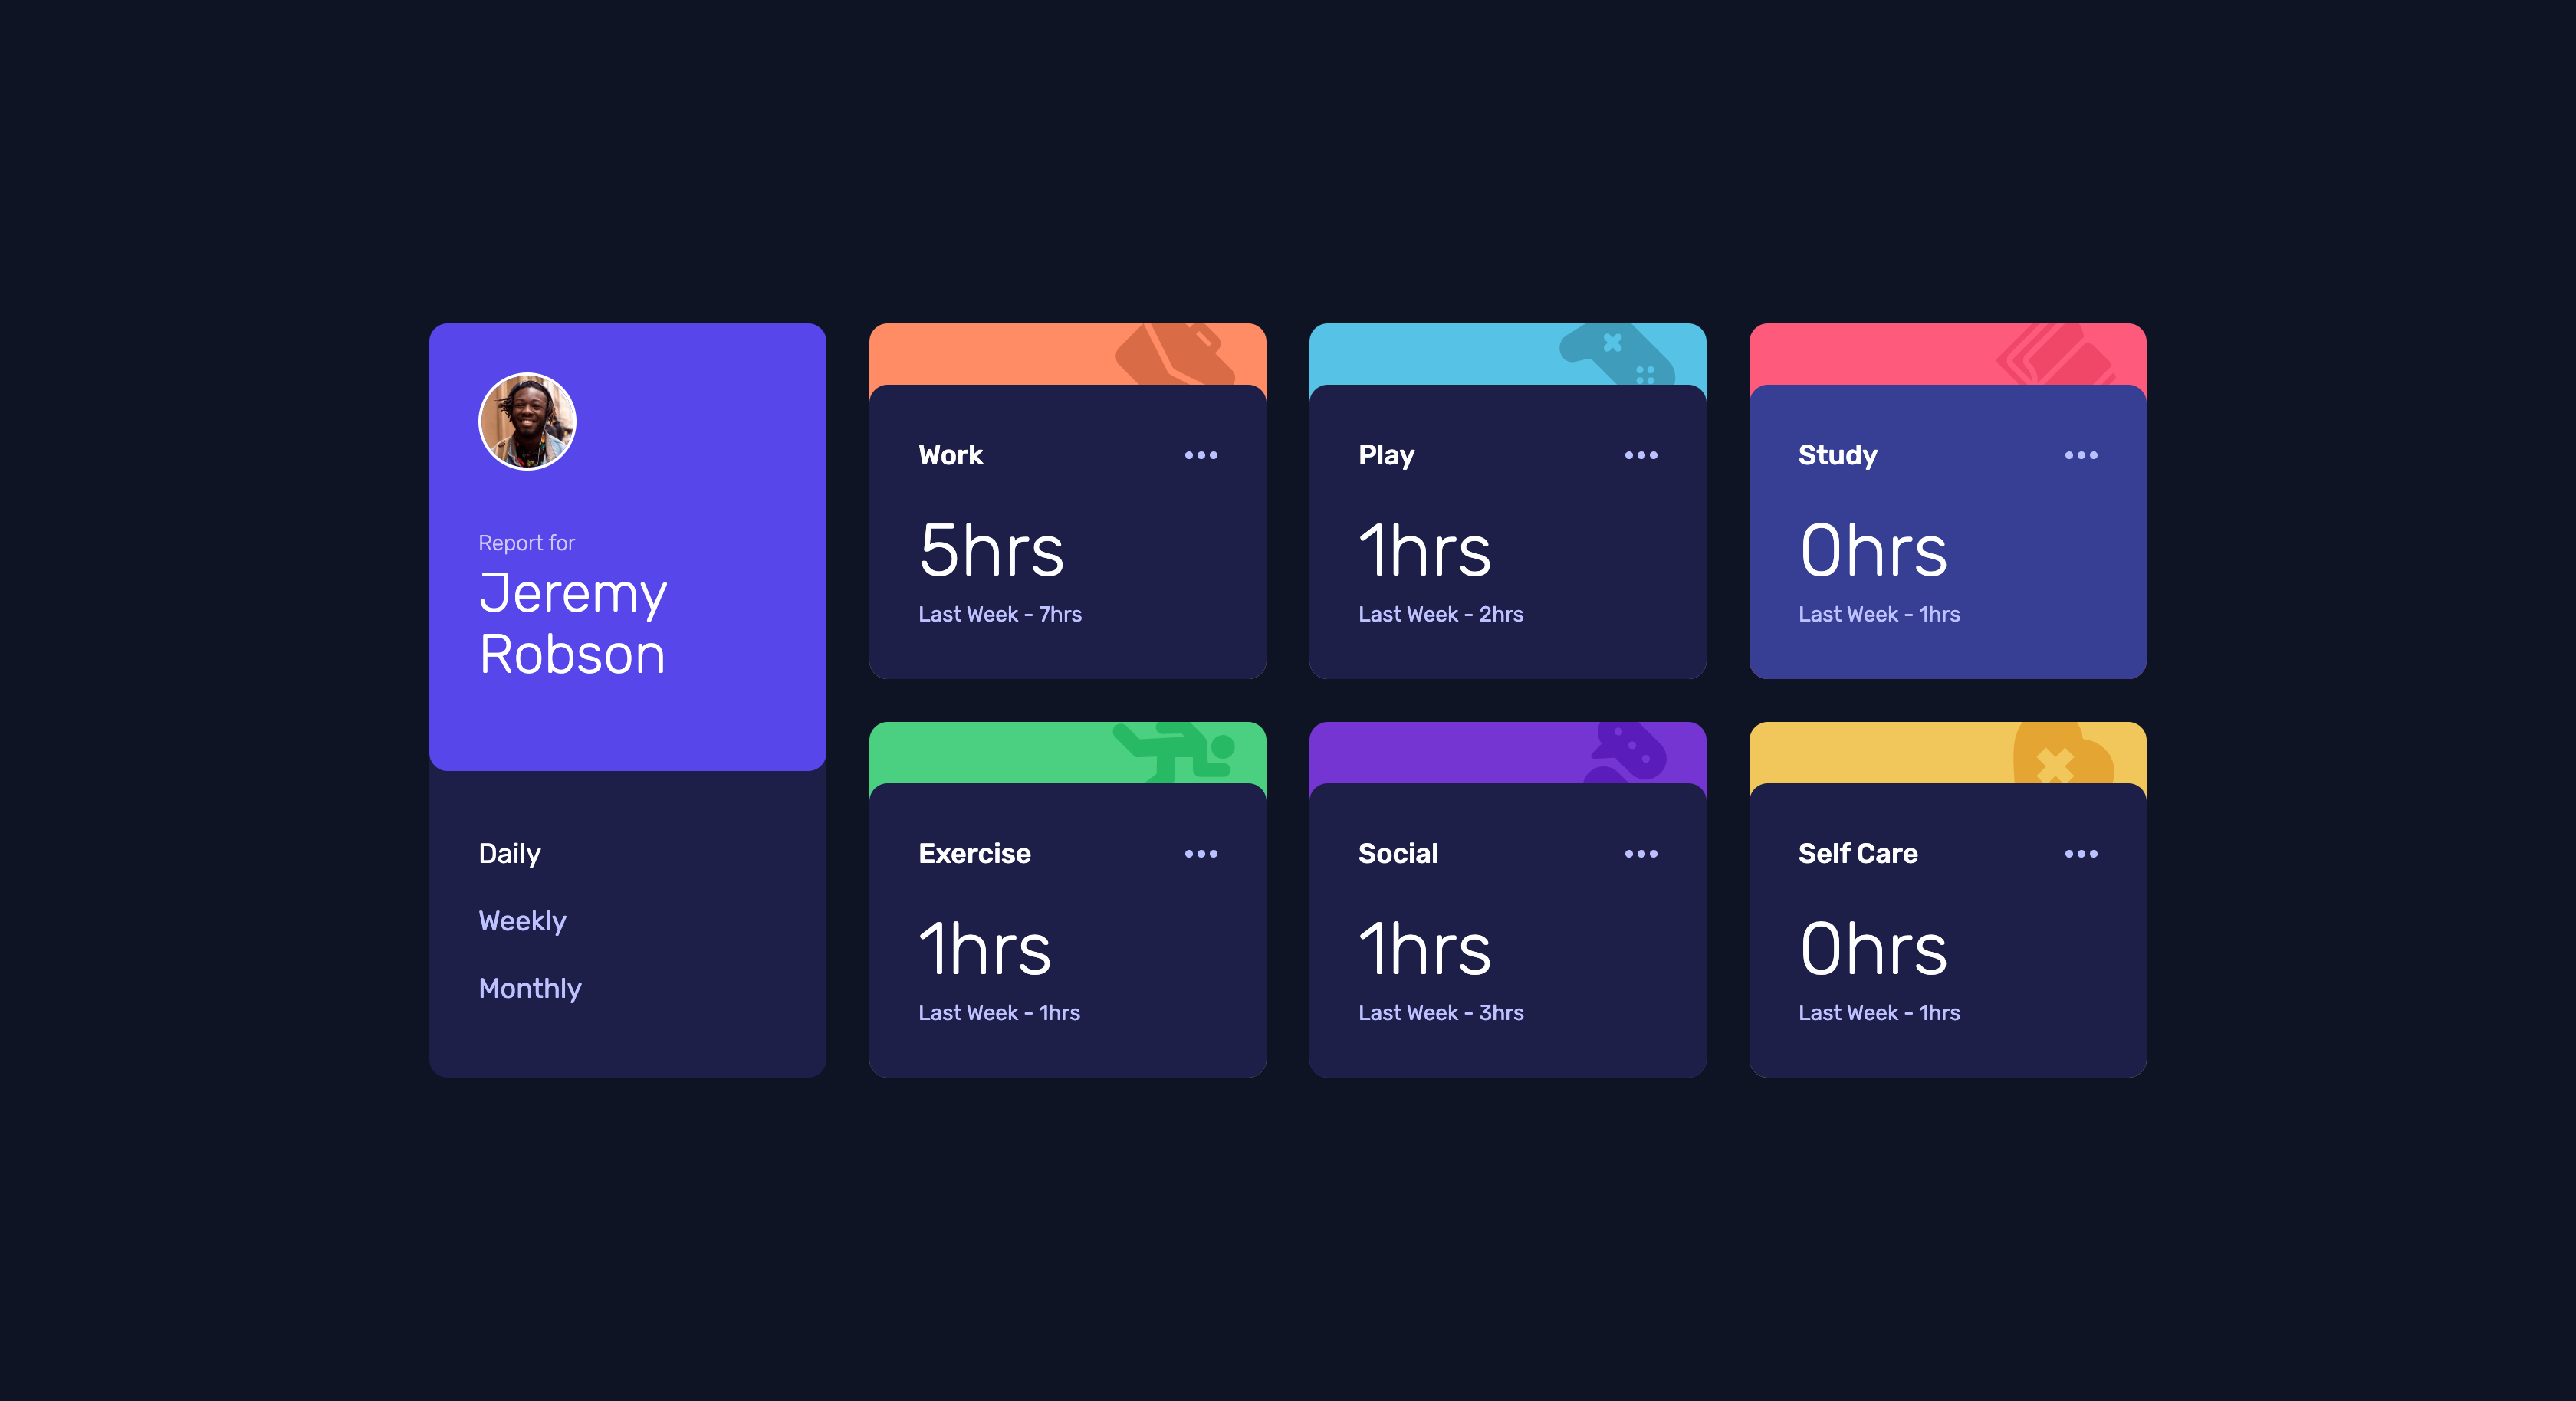 Report for
Jeremy
Robson
Daily
Weekly
Monthly
Work
5hrs
Last Week - 7hrs
Play
1hrs
Last Week - 2hrs
Study
0hrs
Last Week - 1hrs
Exercise
1hrs
Last Week - 1hrs
Social
1hrs
Last Week - 3hrs
Self Care
0hrs
Last Week - 1hrs